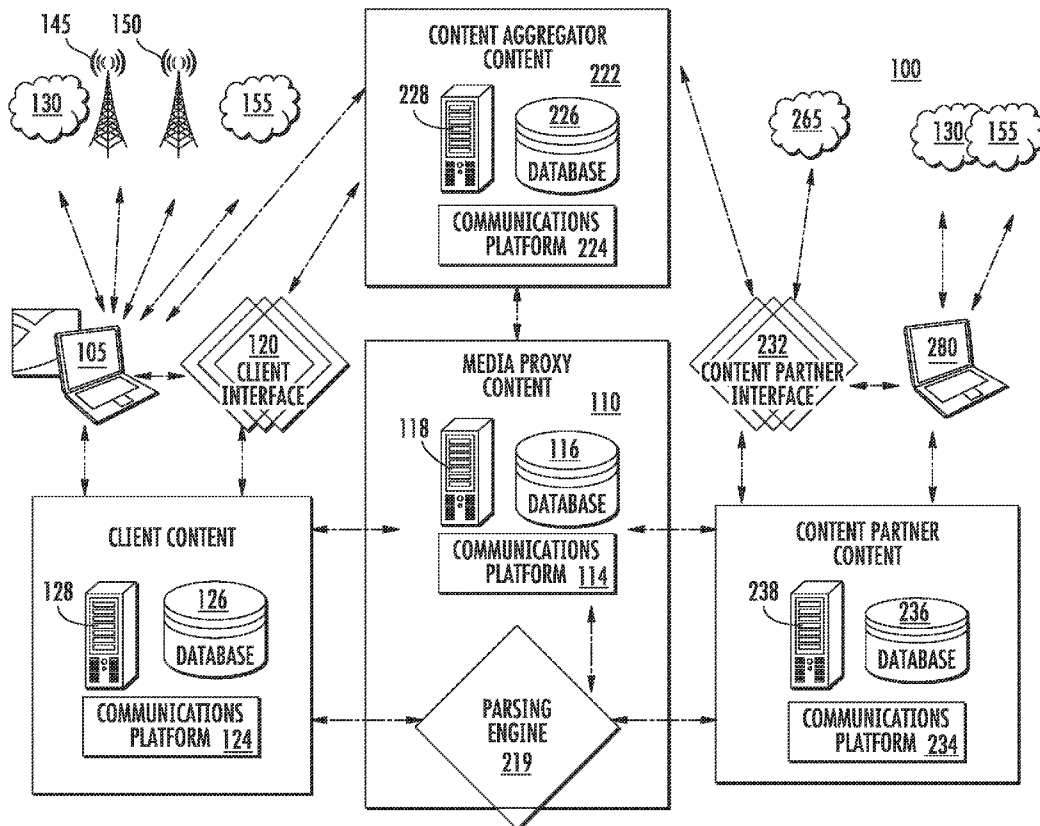 145
150
130
155
CONTENT AGGREGATOR
CONTENT
222
228
226
DATABASE
COMMUNICATIONS
PLATFORM 224
100
265
130
155
105
120
CLIENT
INTERFACE
MEDIA PROXY
CONTENT
110
118
116
DATABASE
COMMUNICATIONS
PLATFORM 114
232
CONTENT PARTNER
INTERFACE
280
CLIENT CONTENT
128
126
DATABASE
COMMUNICATIONS
PLATFORM 124
PARSING
ENGINE
219
CONTENT PARTNER
CONTENT
238
236
DATABASE
COMMUNICATIONS
PLATFORM 234